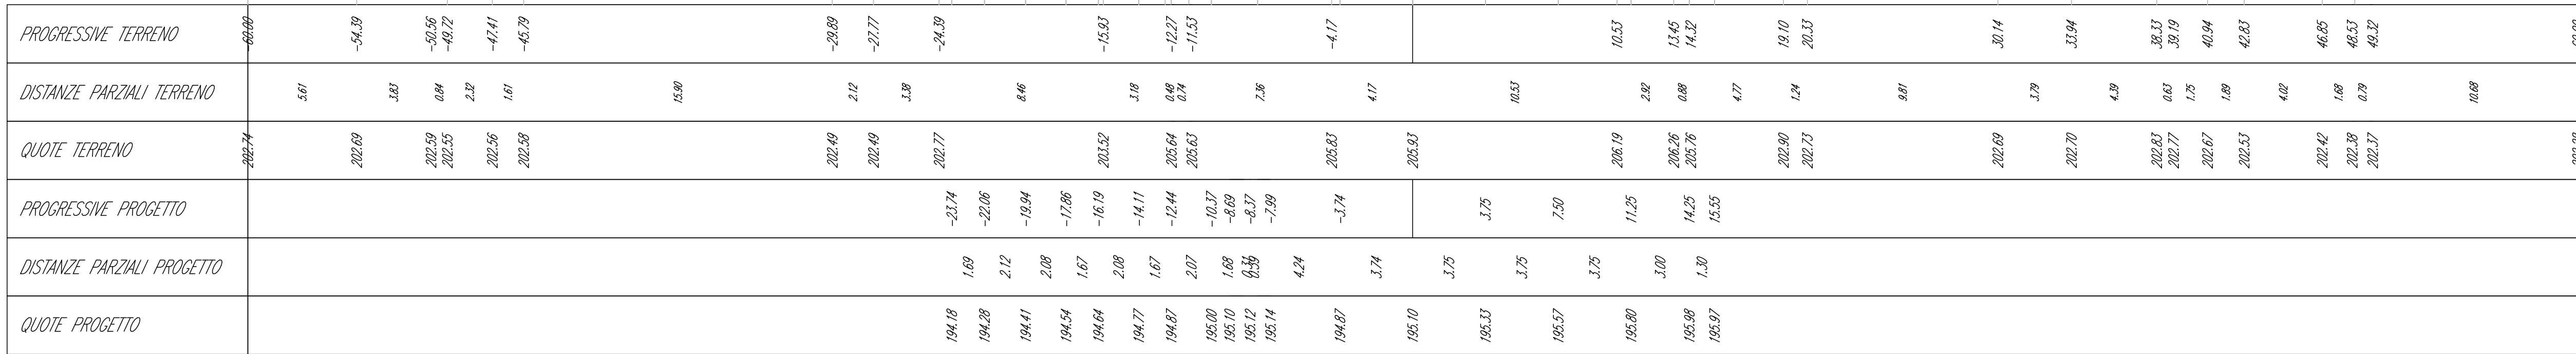 PROGRESSIVE TERRENO -60.00 -54.39 -50.56 -49.72 -47.41 -45.79 -29.89 -27.77 -24.39 -15.93 -12.27 -11.53 -4.17 10.53 13.45 14.32 19.10 20.33 30.14 33.94 38.33 39.19 40.94 42.83 46.85 48.53 49.32
DISTANZE PARZIALI TERRENO 5.61 3.83 0.84 2.32 1.61 15.90 2.12 3.38 8.46 3.18 0.48 0.74 7.36 4.17 10.53 2.92 0.88 4.77 1.24 9.81 3.79 4.39 0.63 1.75 1.89 4.02 1.68 0.79 10.68
QUOTE TERRENO 202.74 202.69 202.59 202.55 202.56 202.58 202.49 202.49 202.77 203.52 205.64 205.63 205.83 205.93 206.19 206.26 205.76 202.90 202.73 202.69 202.70 202.83 202.77 202.67 202.53 202.42 202.38 202.37
PROGRESSIVE PROGETTO -23.74 -22.06 -19.94 -17.86 -16.19 -14.11 -12.44 -10.37 -8.69 -8.37 -7.99 -3.74 3.75 7.50 11.25 14.25 15.55
DISTANZE PARZIALI PROGETTO 1.69 2.12 2.08 1.67 2.08 1.67 2.07 1.68 0.31 0.39 4.24 3.74 3.75 3.75 3.75 3.00 1.30
QUOTE PROGETTO 194.18 194.28 194.41 194.54 194.64 194.77 194.87 195.00 195.10 195.12 195.14 194.87 195.10 195.33 195.57 195.80 195.98 195.97